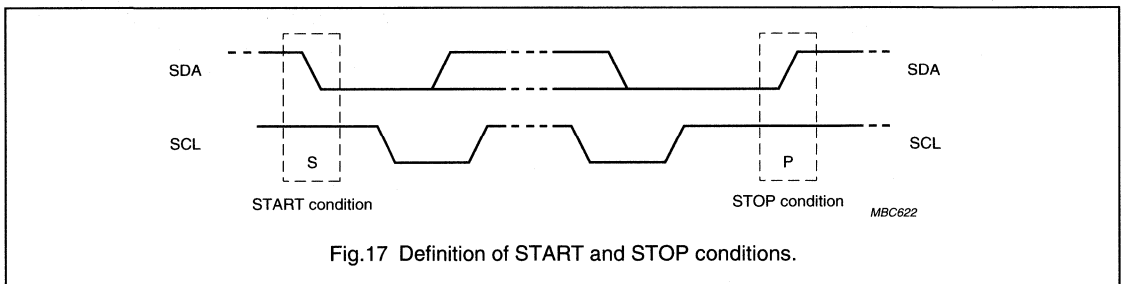 SDA
SDA
SCL
SCL
S
P
START condition
STOP condition
MBC622
Fig.17 Definition of START and STOP conditions.